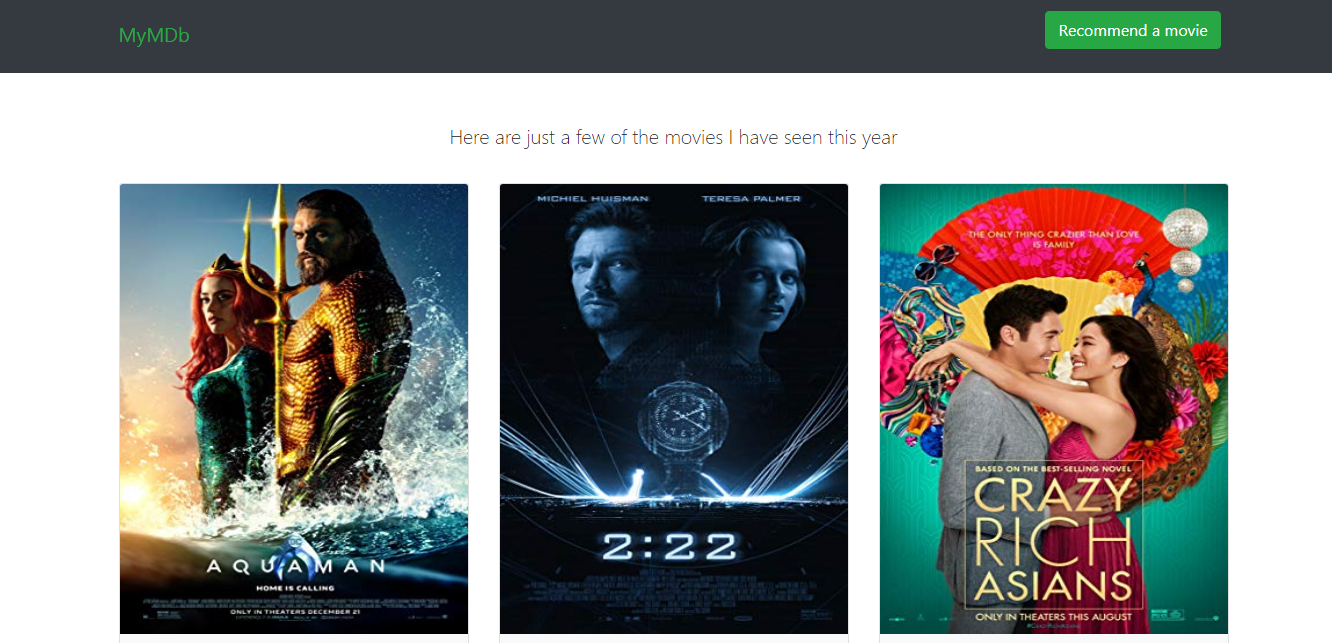 MyMDb
Recommend a movie
Here are just a few of the movies I have seen this year
AQUAMAN
HOME IS CALLING
ONLY IN THEATERS DECEMBER 21
MICHIEL HUISMAN TERESA PALMER
2:22
THE ONLY THING CRAZIER THAN LOVE
IS FAMILY
BASED ON THE BEST-SELLING NOVEL
CRAZY
RICH
ASIANS
ONLY IN THEATERS THIS AUGUST